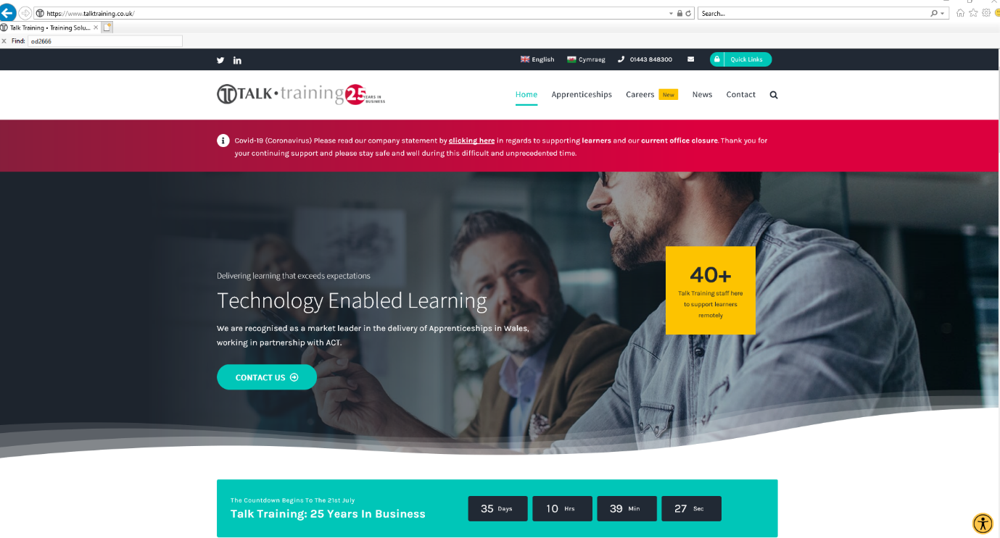 https://www.talktraining.co.uk/
Search...
Talk Training • Training Solu...
Find: od2666
English
Cymraeg
01443 848300
Quick Links
TALK•training 25 YEARS IN BUSINESS
Home
Apprenticeships
Careers
New
News
Contact
Covid-19 (Coronavirus) Please read our company statement by clicking here in regards to supporting learners and our current office closure. Thank you for
your continuing support and please stay safe and well during this difficult and unprecedented time.
40+
Talk Training staff here
to support learners
remotely
Delivering learning that exceeds expectations
Technology Enabled Learning
We are recognised as a market leader in the delivery of Apprenticeships in Wales,
working in partnership with ACT.
CONTACT US
The Countdown Begins To The 21st July
Talk Training: 25 Years In Business
35 Days
10 Hrs
39 Min
27 Sec